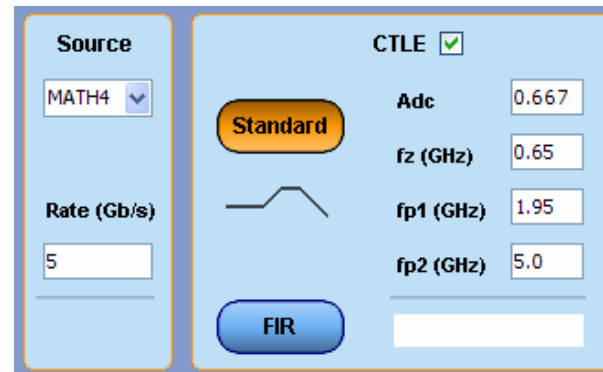 Source
MATH4
Rate (Gb/s)
5
CTLE
Standard
FIR
Adc 0.667
fz (GHz) 0.65
fp1 (GHz) 1.95
fp2 (GHz) 5.0